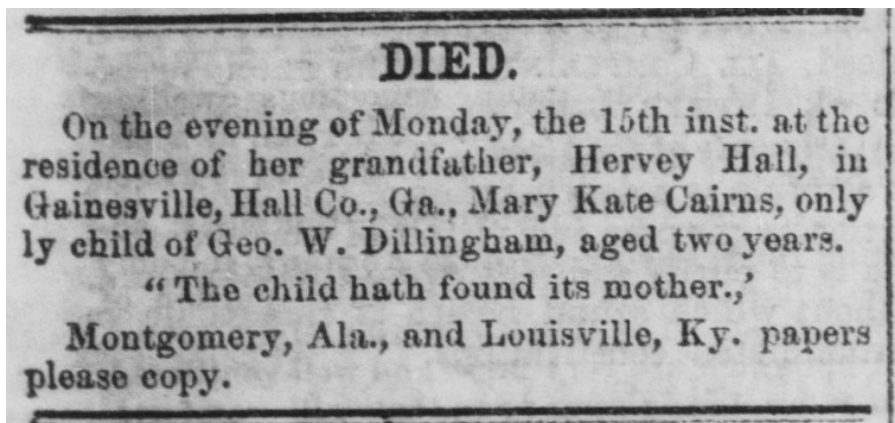 DIED.
On the evening of Monday, the 15th inst. at the
residence of her grandfather, Hervey Hall, in
Gainesville, Hall Co., Ga., Mary Kate Cairns, only
ly child of Geo. W. Dillingham, aged two years.
"The child hath found its mother.,'
Montgomery, Ala., and Louisville, Ky. papers
please copy.